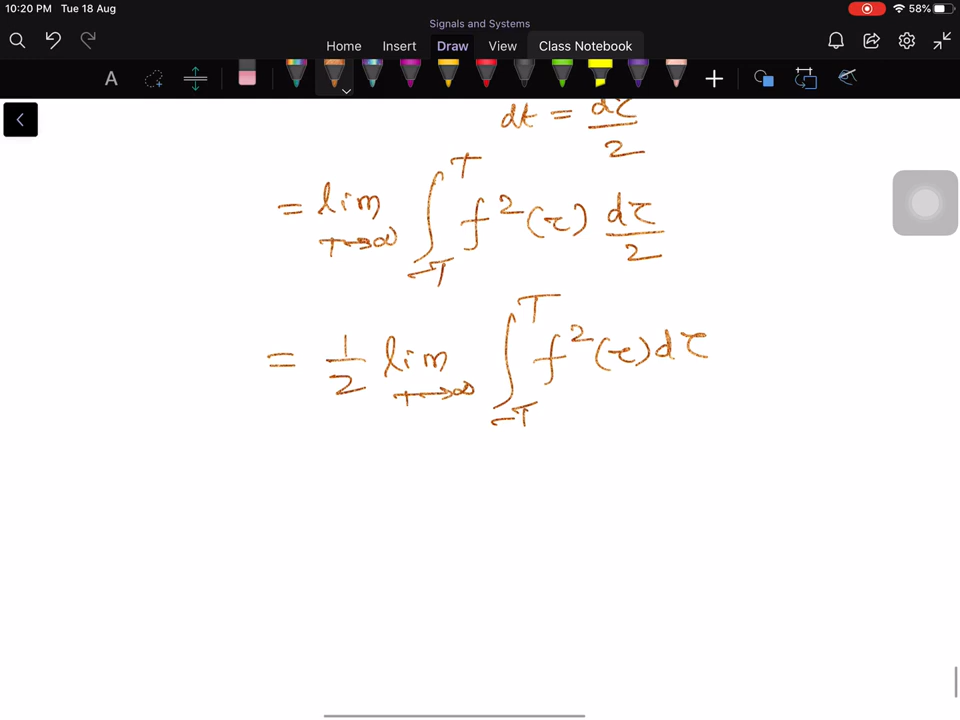 10:20 PM Tue 18 Aug
58%
Signals and Systems
Home Insert Draw View Class Notebook
A
dt = dτ/2
= lim T→∞ ∫_{-T}^{T} f²(τ) dτ/2
= 1/2 lim T→∞ ∫_{-T}^{T} f²(τ) dτ